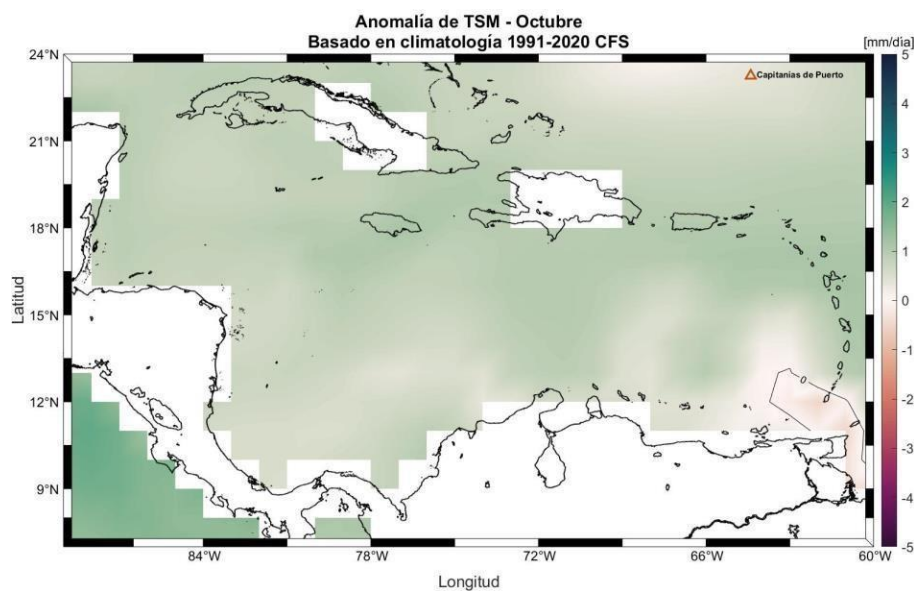 Anomalía de TSM - Octubre
Basado en climatología 1991-2020 CFS
[mm/dia]
Capitanías de Puerto
24°N
21°N
18°N
15°N
12°N
9°N
Latitud
84°W
78°W
72°W
66°W
60°W
Longitud
0
5
4
3
2
1
0
-1
-2
-3
-4
-5